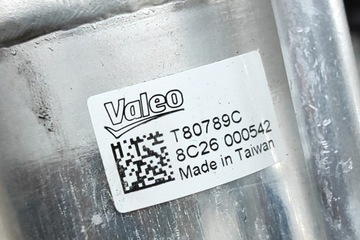 Valeo
T80789C
8C26 000542
Made in Taiwan